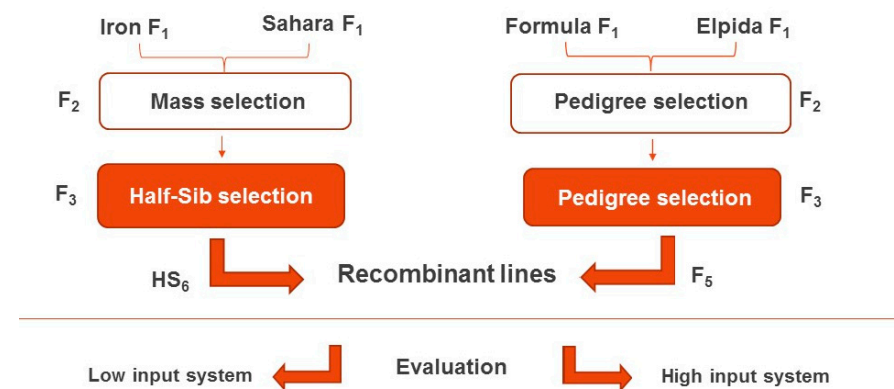 Iron F₁ Sahara F₁ Formula F₁ Elpida F₁
F₂ Mass selection Pedigree selection F₂
F₃ Half-Sib selection Pedigree selection F₃
HS₆ Recombinant lines F₅
Low input system Evaluation High input system